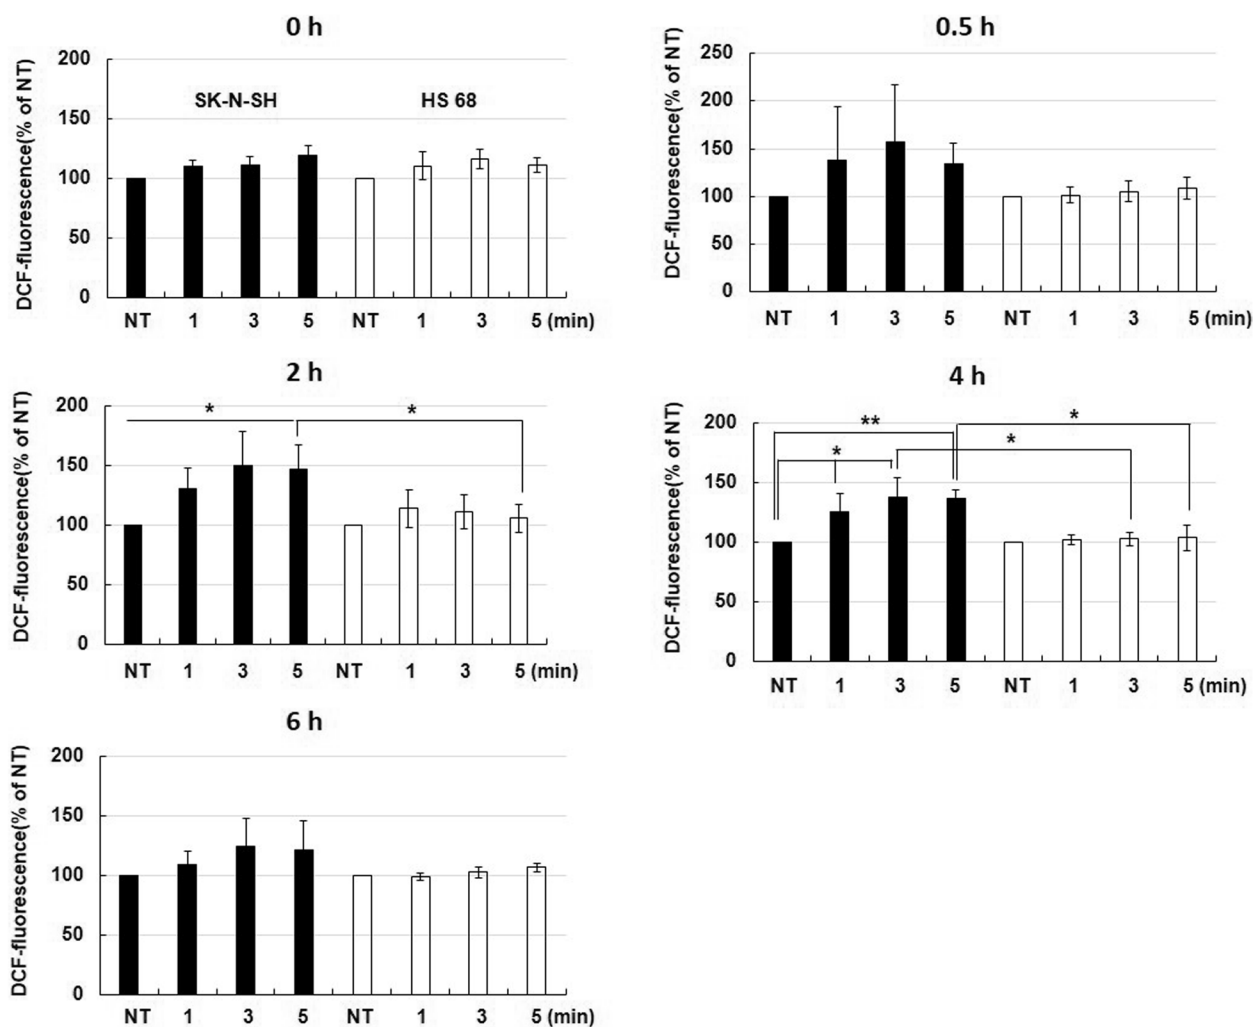 0 h
DCF-fluorescence(% of NT)
200
150
100
50
0
SK-N-SH HS 68
NT 1 3 5 NT 1 3 5 (min)
0.5 h
DCF-fluorescence(% of NT)
250
200
150
100
50
0
NT 1 3 5 NT 1 3 5 (min)
2 h
DCF-fluorescence(% of NT)
200
150
100
50
0
* *
NT 1 3 5 NT 1 3 5 (min)
4 h
DCF-fluorescence(% of NT)
200
150
100
50
0
** *
* *
NT 1 3 5 NT 1 3 5 (min)
6 h
DCF-fluorescence(% of NT)
200
150
100
50
0
NT 1 3 5 NT 1 3 5 (min)